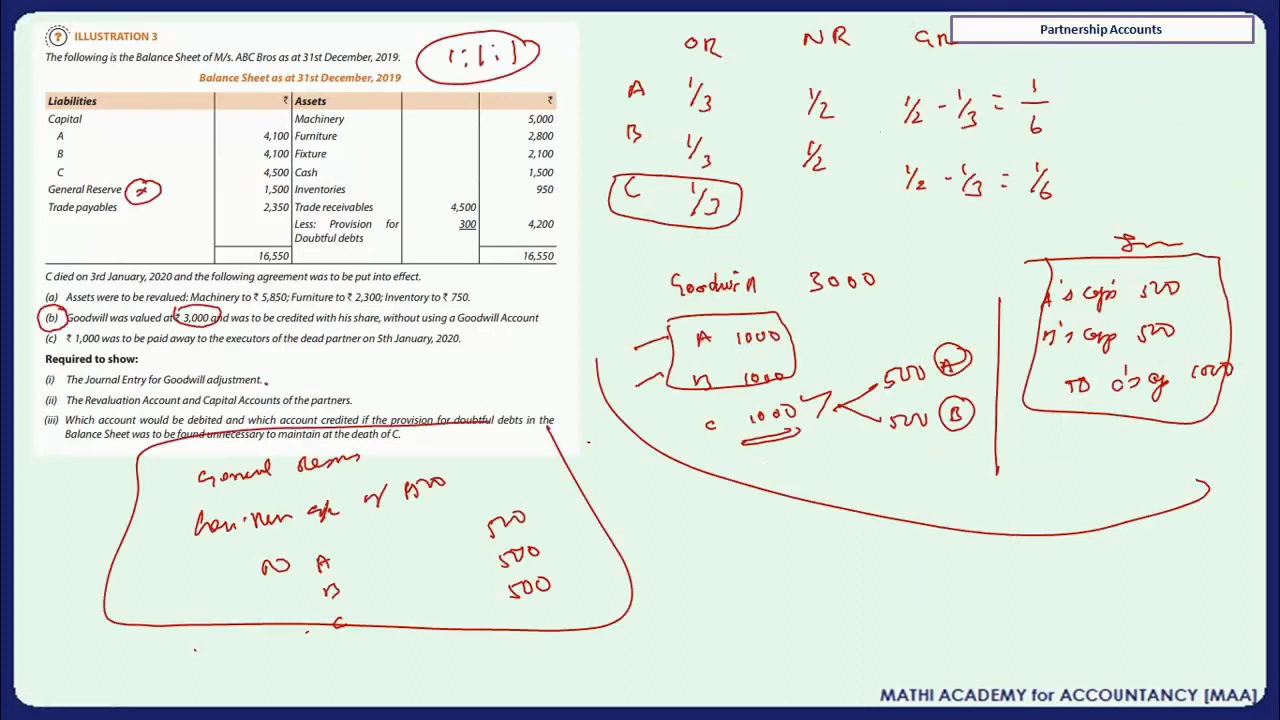 Partnership Accounts
ILLUSTRATION 3
The following is the Balance Sheet of M/s. ABC Bros as at 31st December, 2019.
1:1:1
Balance Sheet as at 31st December, 2019
Liabilities ₹ Assets ₹
Capital Machinery 5,000
A 4,100 Furniture 2,800
B 4,100 Fixture 2,100
C 4,500 Cash 1,500
General Reserve 1,500 Inventories 950
Trade payables 2,350 Trade receivables 4,500
Less: Provision for Doubtful debts 300 4,200
16,550 16,550
C died on 3rd January, 2020 and the following agreement was to be put into effect.
(a) Assets were to be revalued: Machinery to ₹ 5,850; Furniture to ₹ 2,300; Inventory to ₹ 750.
(b) Goodwill was valued at ₹ 3,000 and was to be credited with his share, without using a Goodwill Account
(c) ₹ 1,000 was to be paid away to the executors of the dead partner on 5th January, 2020.
Required to show:
(i) The Journal Entry for Goodwill adjustment.
(ii) The Revaluation Account and Capital Accounts of the partners.
(iii) Which account would be debited and which account credited if the provision for doubtful debts in the
Balance Sheet was to be found unnecessary to maintain at the death of C.
General
A 500
B 500
C 500
OR NR GR
A 1/3 1/2 1/2 - 1/3 = 1/6
B 1/3 1/2 1/2 - 1/3 = 1/6
C 1/3
Goodwill 3000
A 1000
B 1000
C 1000
500 A
500 B
A's cap 500
B's cap 500
To C's cap 1000
MATHI ACADEMY for ACCOUNTANCY [MAA]